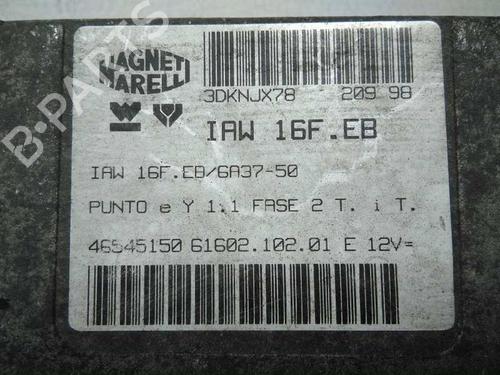 MAGNETI
MARELLI
3DKNJX78 209 98
IAW 16F.EB
IAW 16F.EB/6A37-50
PUNTO e Y 1.1 FASE 2 T. i T.
46545150 61602.102.01 E 12V=
B-PARTS